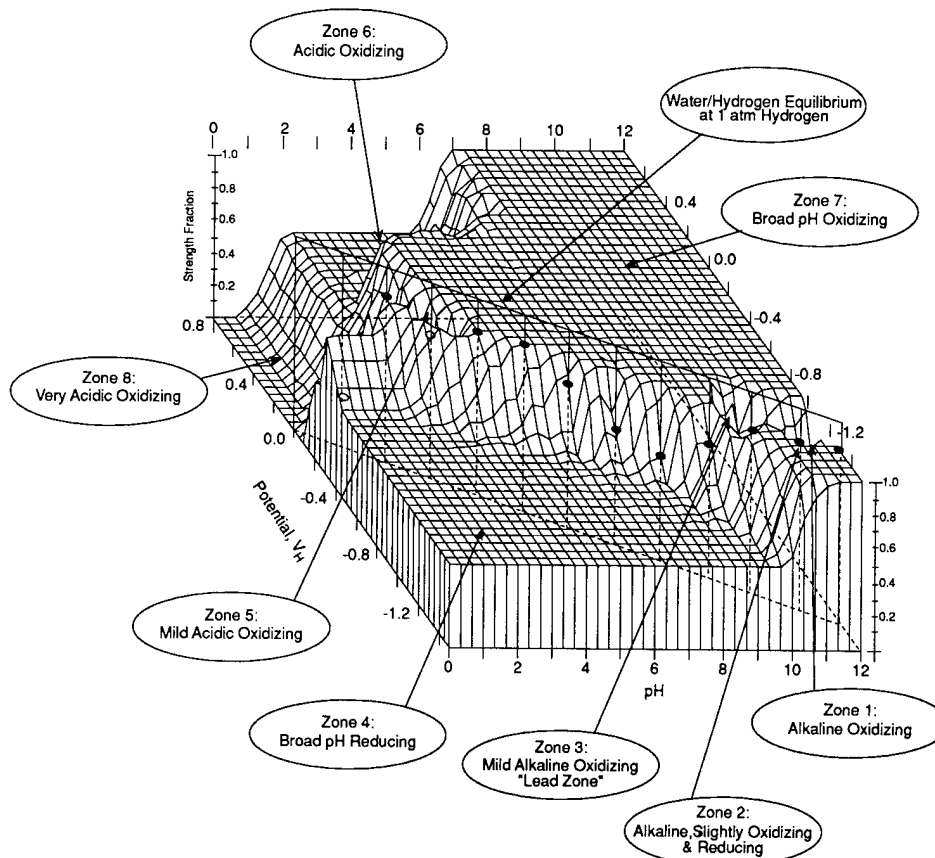 Zone 6:
Acidic Oxidizing
Water/Hydrogen Equilibrium
at 1 atm Hydrogen
0 2 4 6 8 10 12
1.0
0.8
0.6
0.4
0.2
Strength Fraction
0.8
0.4
0.0
-0.4
-0.8
-1.2
Potential, VH
Zone 7:
Broad pH Oxidizing
0.4
0.0
-0.4
-0.8
-1.2
Zone 8:
Very Acidic Oxidizing
1.0
0.8
0.6
0.4
0.2
Zone 5:
Mild Acidic Oxidizing
0 2 4 6 8 10 12
pH
Zone 4:
Broad pH Reducing
Zone 3:
Mild Alkaline Oxidizing
"Lead Zone"
Zone 1:
Alkaline Oxidizing
Zone 2:
Alkaline,Slightly Oxidizing
& Reducing